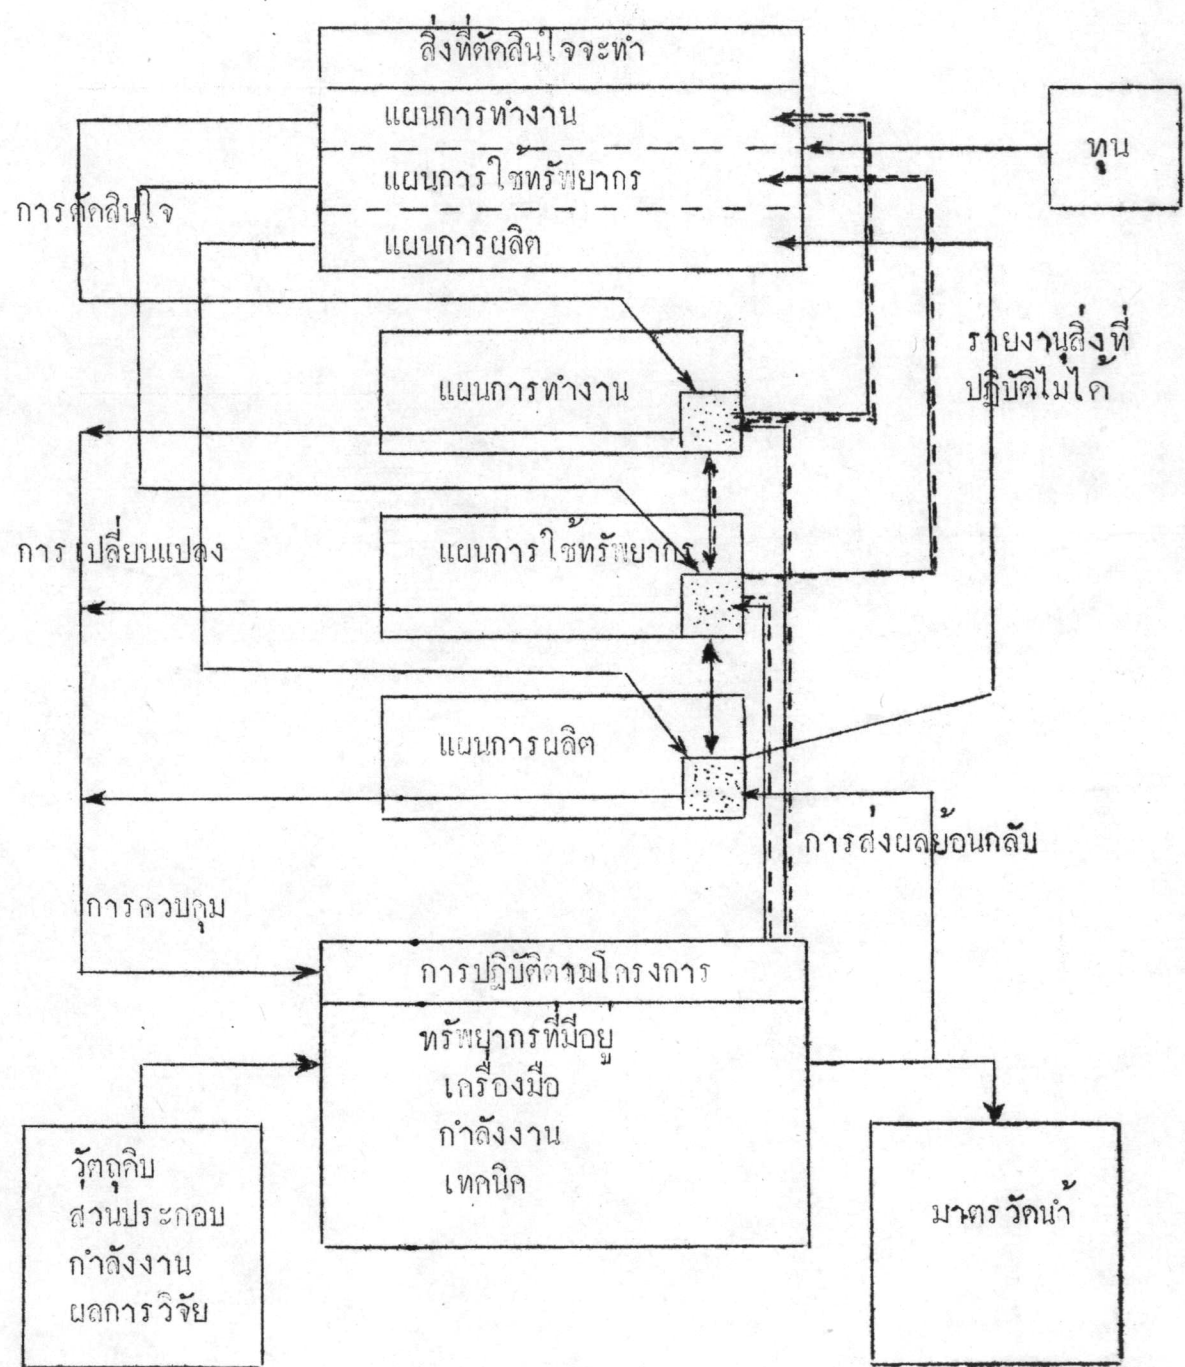 สิ่งที่ตัดสินใจจะทำ
แผนการทำงาน
ทุน
แผนการใช้ทรัพยากร
การตัดสินใจ
แผนการผลิต
รายงานสิ่งที่
ปฏิบัติไม่ได้
แผนการทำงาน
แผนการใช้ทรัพยากร
การเปลี่ยนแปลง
แผนการผลิต
การส่งผลย้อนกลับ
การควบคุม
การปฏิบัติตามโครงการ
ทรัพยากรที่มีอยู่
เครื่องมือ
กำลังงาน
เทคนิค
วัตถุดิบ
ส่วนประกอบ
กำลังงาน
ผลการวิจัย
มาตรวัดน้ำ